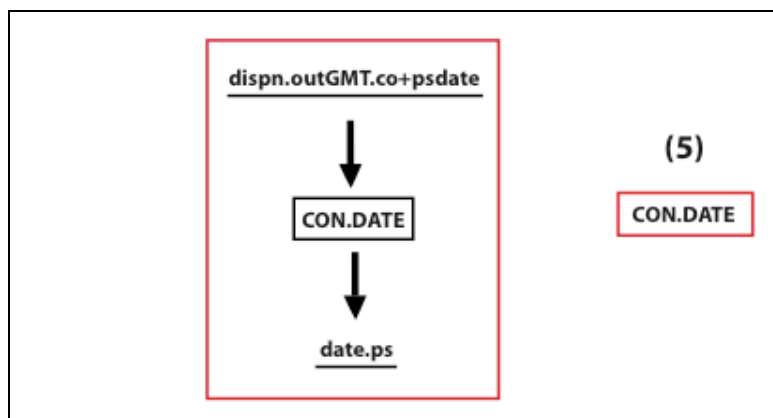 dispn.outGMT.co+psdate
CON.DATE
date.ps
(5)
CON.DATE